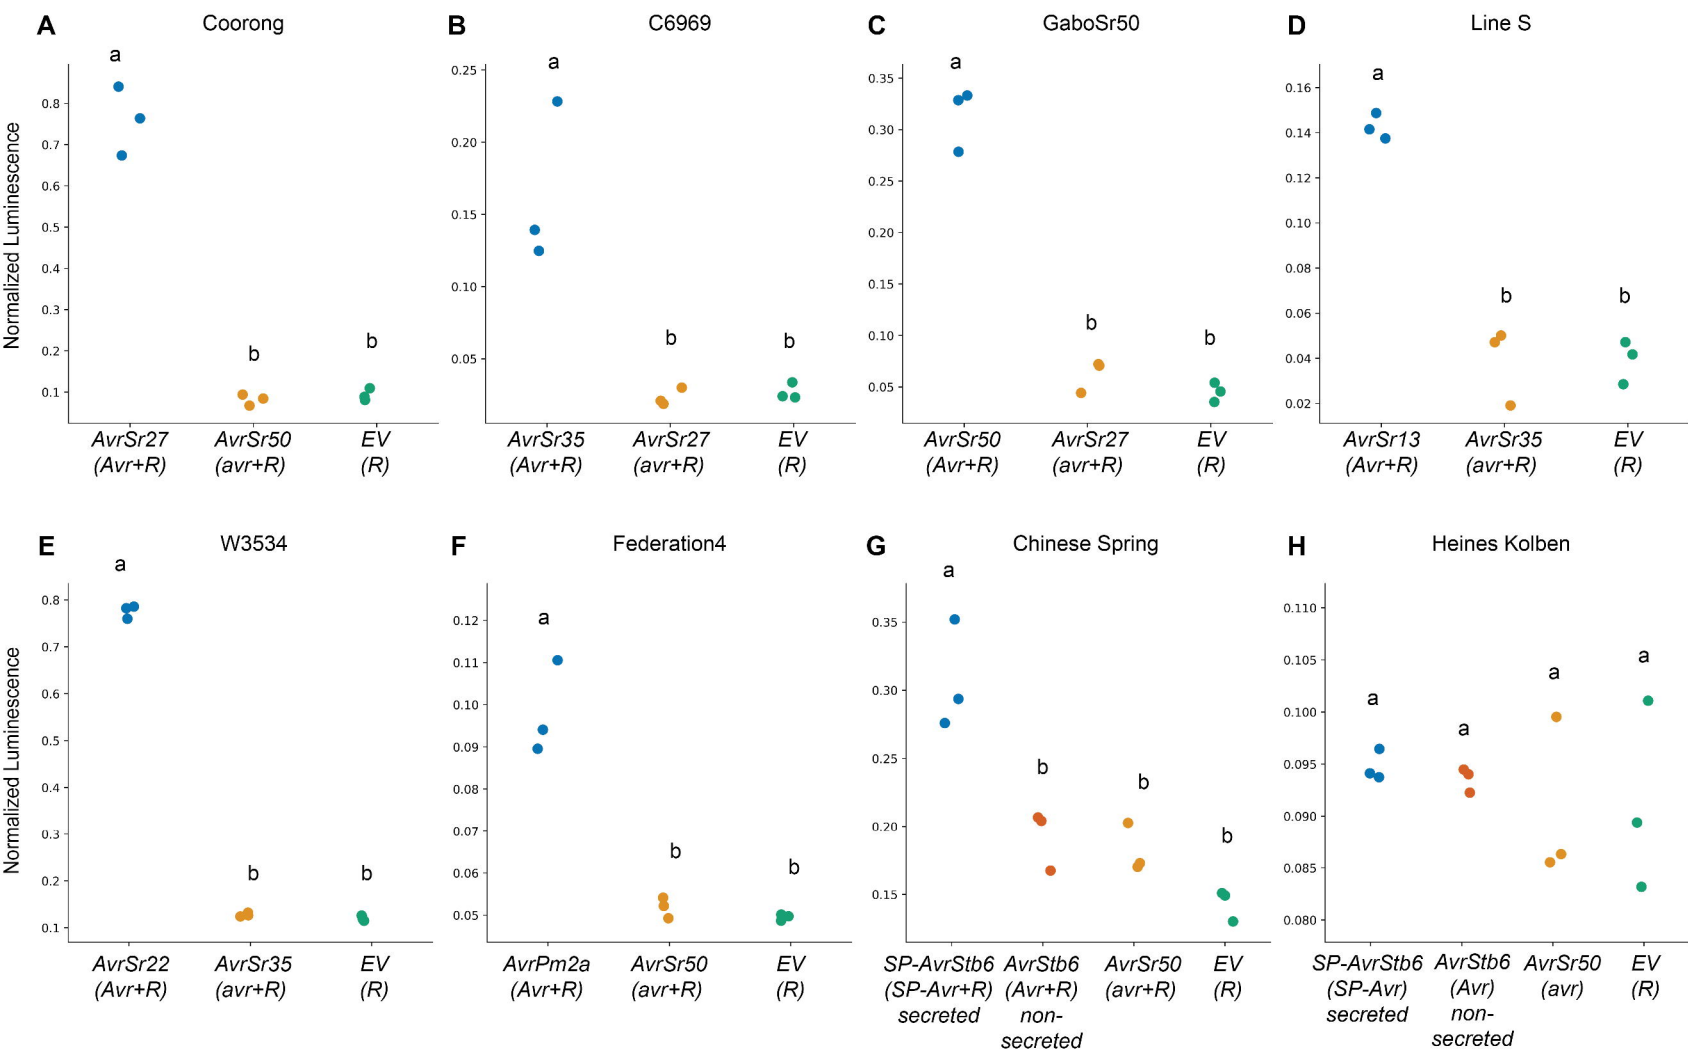 A Coorong
B C6969
C GaboSr50
D Line S
Normalized Luminescence
0.8
0.7
0.6
0.5
0.4
0.3
0.2
0.1
a
b
b
AvrSr27 AvrSr50 EV
(Avr+R) (avr+R) (R)
0.25
0.20
0.15
0.10
0.05
a
b
b
AvrSr35 AvrSr27 EV
(Avr+R) (avr+R) (R)
0.35
0.30
0.25
0.20
0.15
0.10
0.05
a
b
b
AvrSr50 AvrSr27 EV
(Avr+R) (avr+R) (R)
0.16
0.14
0.12
0.10
0.08
0.06
0.04
0.02
a
b
b
AvrSr13 AvrSr35 EV
(Avr+R) (avr+R) (R)
E W3534
F Federation4
G Chinese Spring
H Heines Kolben
Normalized Luminescence
0.8
0.7
0.6
0.5
0.4
0.3
0.2
0.1
a
b
b
AvrSr22 AvrSr35 EV
(Avr+R) (avr+R) (R)
0.12
0.11
0.10
0.09
0.08
0.07
0.06
0.05
a
b
b
AvrPm2a AvrSr50 EV
(Avr+R) (avr+R) (R)
0.35
0.30
0.25
0.20
0.15
a
b
b
b
SP-AvrStb6 AvrStb6 AvrSr50 EV
(SP-Avr+R) (Avr+R) (avr+R) (R)
secreted non-
secreted
0.110
0.105
0.100
0.095
0.090
0.085
0.080
a
a
a
a
SP-AvrStb6 AvrStb6 AvrSr50 EV
(SP-Avr) (Avr) (avr) (R)
secreted non-
secreted